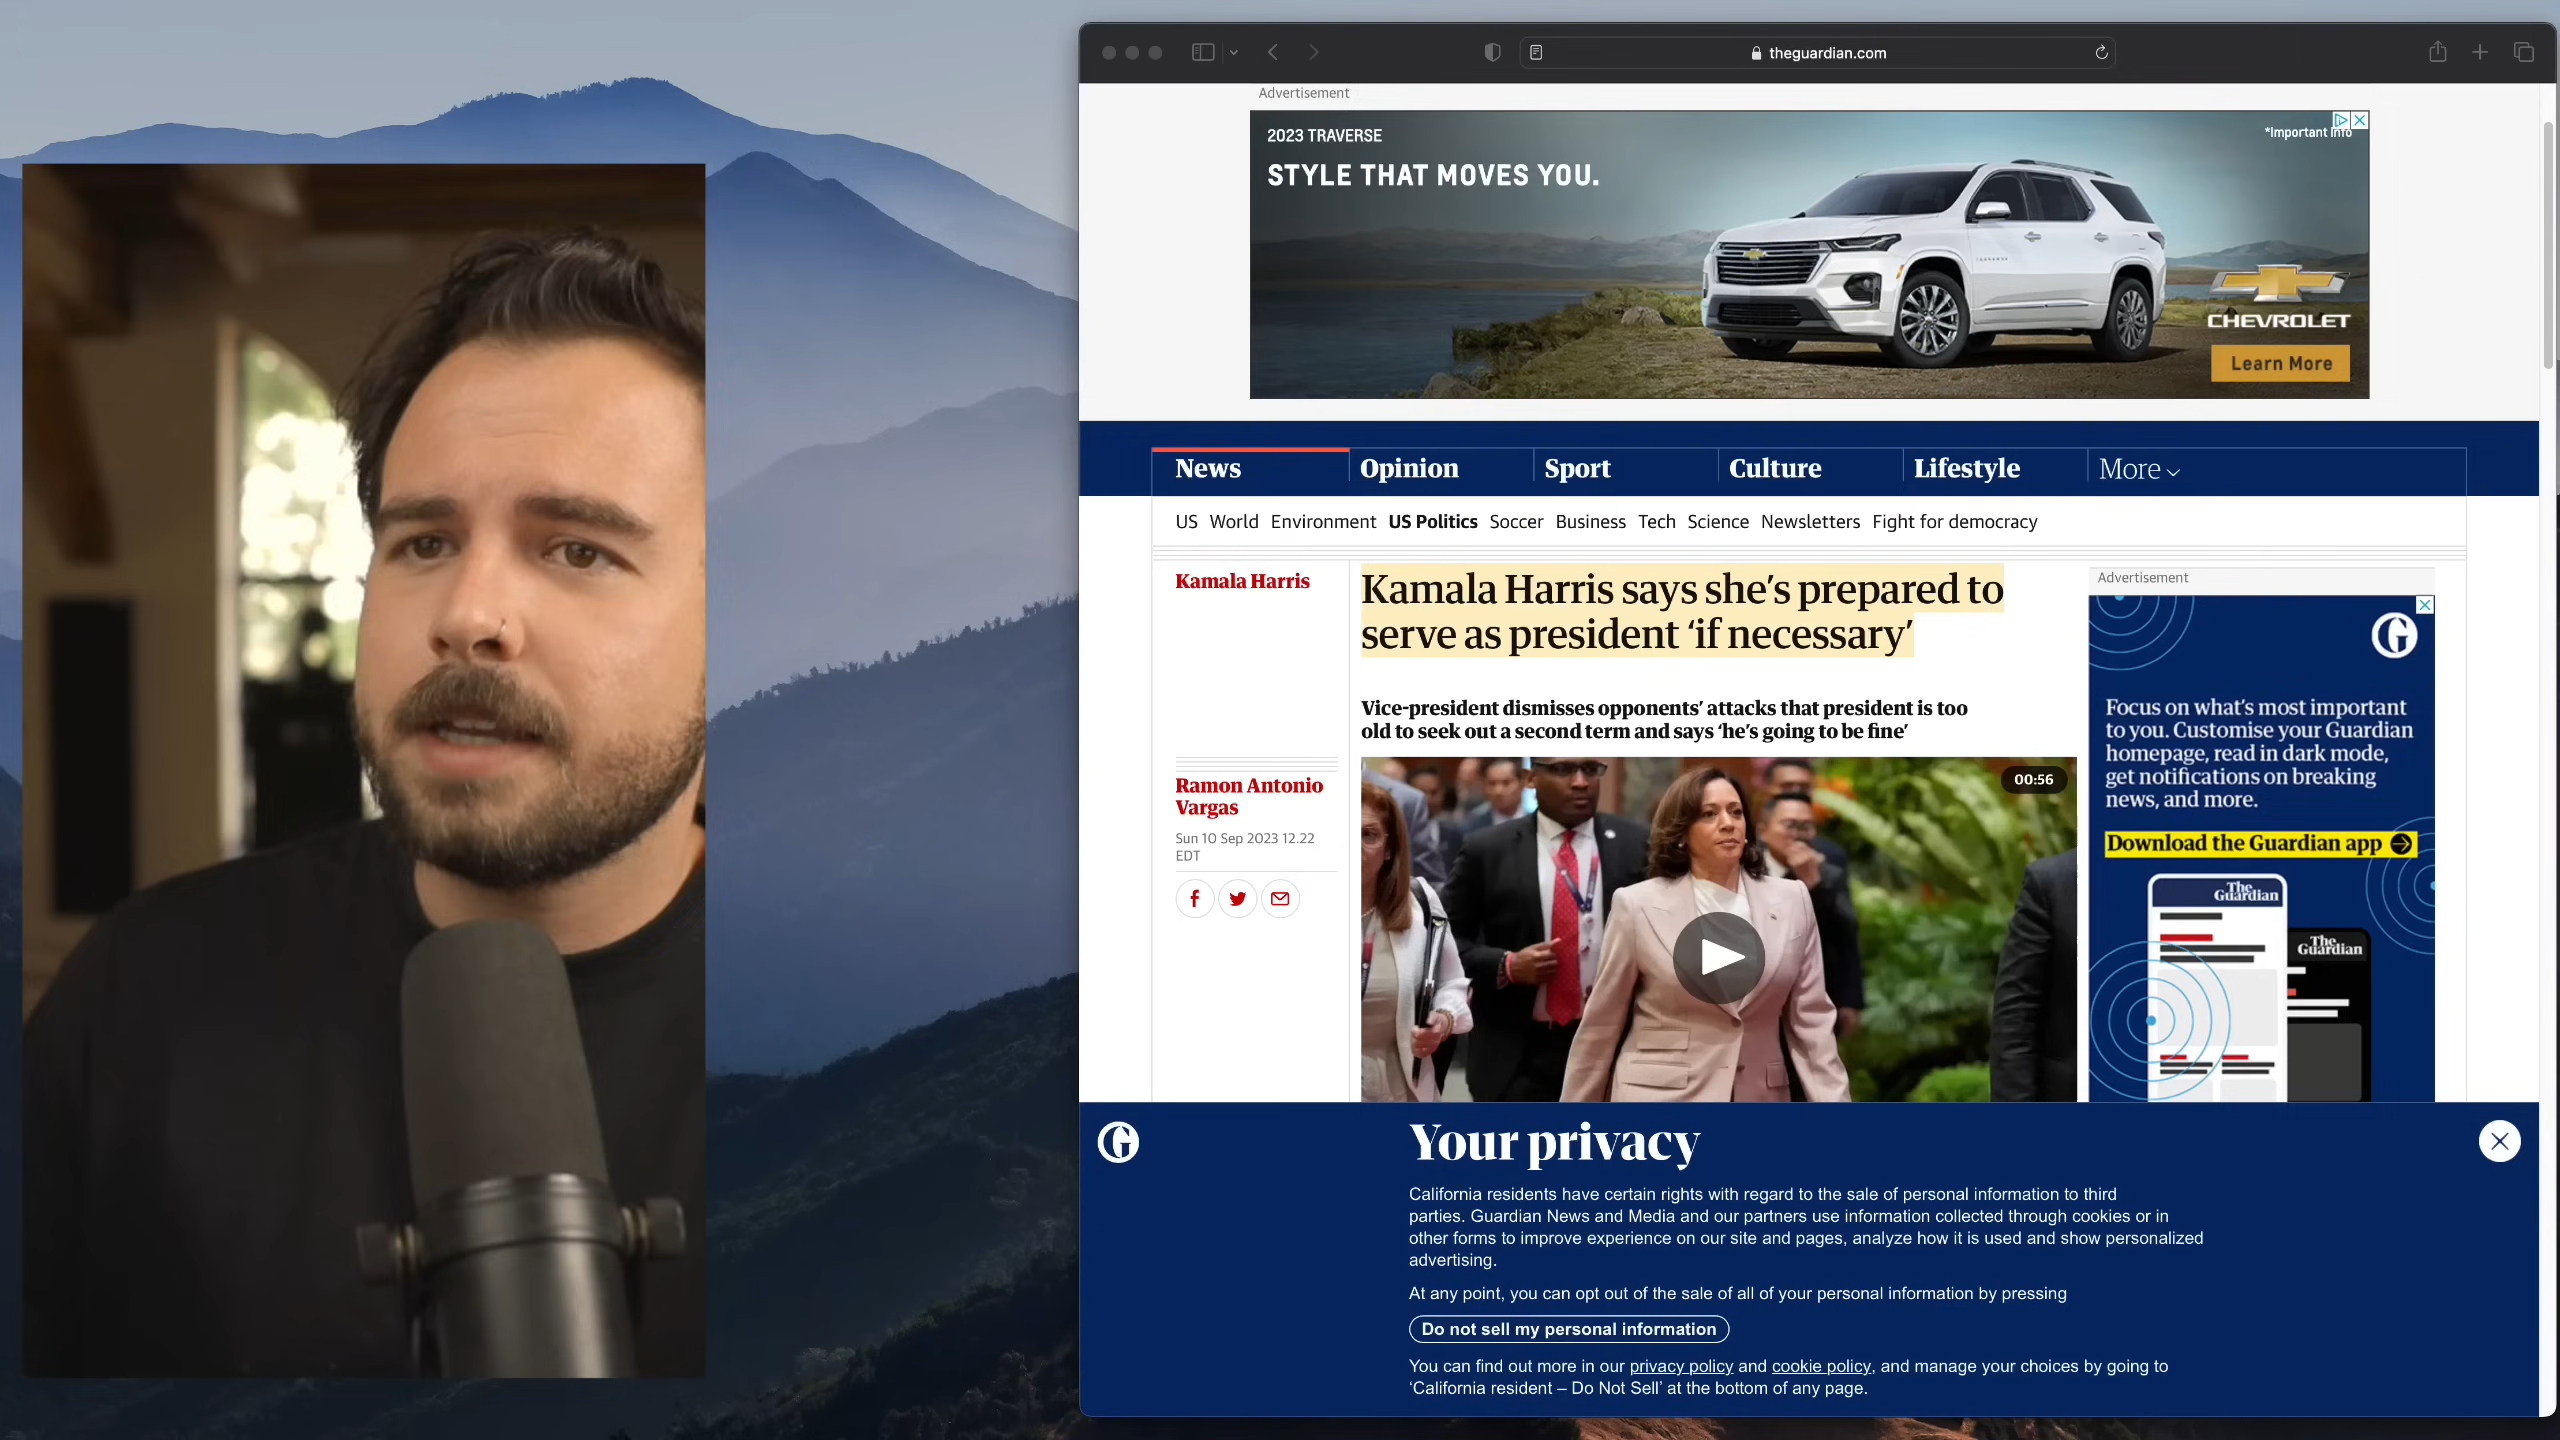 theguardian.com
Advertisement
2023 TRAVERSE
STYLE THAT MOVES YOU.
*Important Info
CHEVROLET
Learn More
News Opinion Sport Culture Lifestyle More
US World Environment US Politics Soccer Business Tech Science Newsletters Fight for democracy
Kamala Harris
Kamala Harris says she’s prepared to
serve as president ‘if necessary’
Vice-president dismisses opponents’ attacks that president is too
old to seek out a second term and says ‘he’s going to be fine’
Ramon Antonio
Vargas
Sun 10 Sep 2023 12.22
EDT
00:56
Advertisement
Focus on what’s most important
to you. Customise your Guardian
homepage, read in dark mode,
get notifications on breaking
news, and more.
Download the Guardian app
The
Guardian
The
Guardian
Your privacy
California residents have certain rights with regard to the sale of personal information to third
parties. Guardian News and Media and our partners use information collected through cookies or in
other forms to improve experience on our site and pages, analyze how it is used and show personalized
advertising.
At any point, you can opt out of the sale of all of your personal information by pressing
Do not sell my personal information
You can find out more in our privacy policy and cookie policy, and manage your choices by going to
‘California resident – Do Not Sell’ at the bottom of any page.